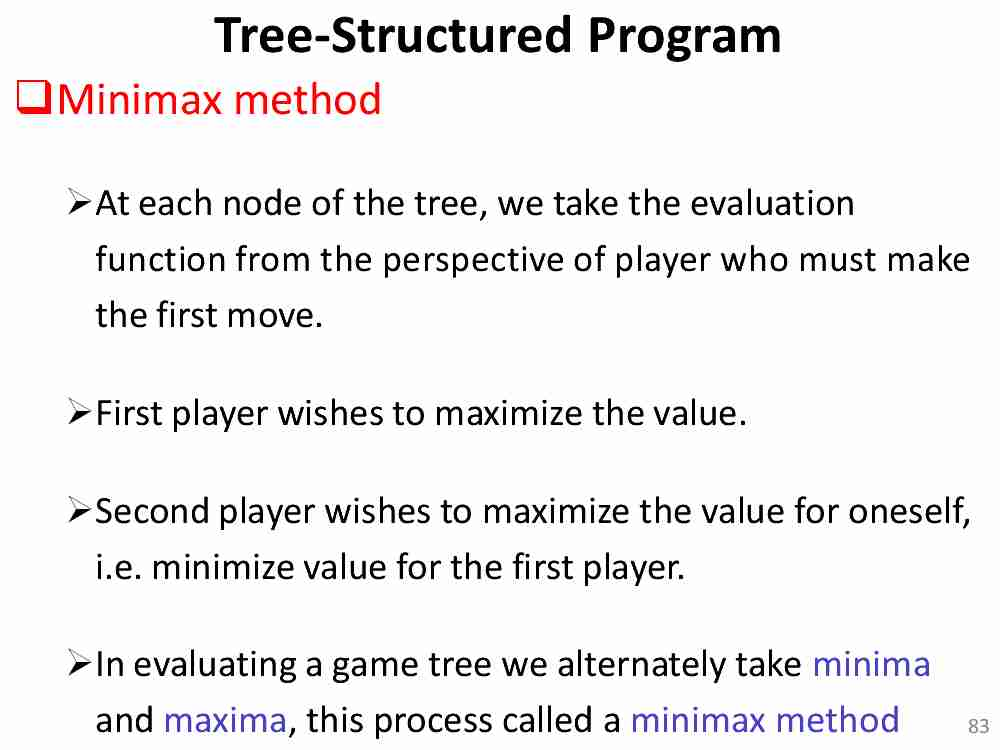 Tree-Structured Program
❑Minimax method
➢At each node of the tree, we take the evaluation
function from the perspective of player who must make
the first move.
➢First player wishes to maximize the value.
➢Second player wishes to maximize the value for oneself,
i.e. minimize value for the first player.
➢In evaluating a game tree we alternately take minima
and maxima, this process called a minimax method
83